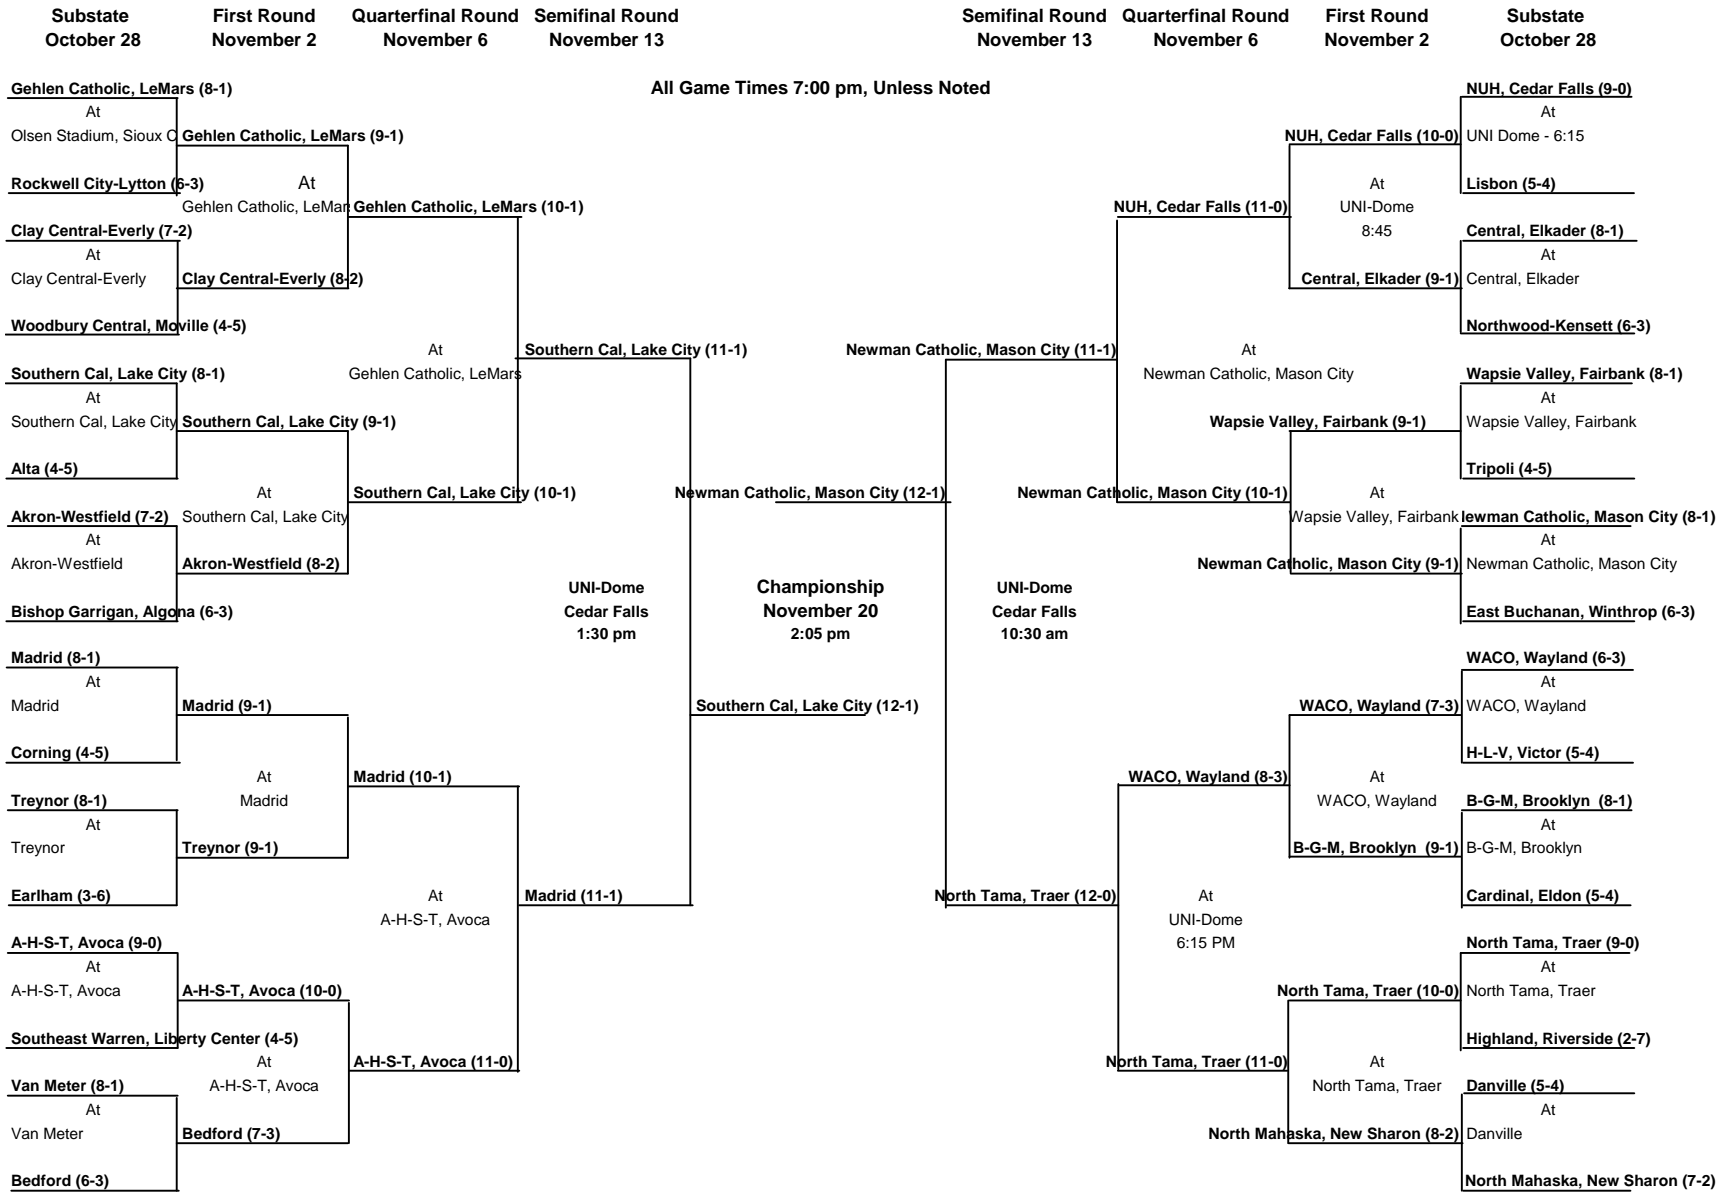 Substate First Round Quarterfinal Round Semifinal Round Semifinal Round Quarterfinal Round First Round Substate
October 28 November 2 November 6 November 13 November 13 November 6 November 2 October 28
Gehlen Catholic, LeMars (8-1) All Game Times 7:00 pm, Unless Noted NUH, Cedar Falls (9-0)
At At
Olsen Stadium, Sioux C Gehlen Catholic, LeMars (9-1) NUH, Cedar Falls (10-0) UNI Dome - 6:15
Rockwell City-Lytton (6-3) At At Lisbon (5-4)
Gehlen Catholic, LeMar Gehlen Catholic, LeMars (10-1) NUH, Cedar Falls (11-0) UNI-Dome
Clay Central-Everly (7-2) 8:45 Central, Elkader (8-1)
At At
Clay Central-Everly Clay Central-Everly (8-2) Central, Elkader (9-1) Central, Elkader
Woodbury Central, Moville (4-5) Northwood-Kensett (6-3)
At Southern Cal, Lake City (11-1) Newman Catholic, Mason City (11-1) At
Southern Cal, Lake City (8-1) Gehlen Catholic, LeMars Newman Catholic, Mason City Wapsie Valley, Fairbank (8-1)
At At
Southern Cal, Lake City Southern Cal, Lake City (9-1) Wapsie Valley, Fairbank (9-1) Wapsie Valley, Fairbank
Alta (4-5) Tripoli (4-5)
At Southern Cal, Lake City (10-1) Newman Catholic, Mason City (12-1) Newman Catholic, Mason City (10-1) At
Akron-Westfield (7-2) Southern Cal, Lake City Wapsie Valley, Fairbank lewman Catholic, Mason City (8-1)
At At
Akron-Westfield Akron-Westfield (8-2) Newman Catholic, Mason City (9-1) Newman Catholic, Mason City
UNI-Dome Championship UNI-Dome
Bishop Garrigan, Algona (6-3) Cedar Falls November 20 Cedar Falls East Buchanan, Winthrop (6-3)
1:30 pm 2:05 pm 10:30 am
Madrid (8-1) WACO, Wayland (6-3)
At At
Madrid Madrid (9-1) Southern Cal, Lake City (12-1) WACO, Wayland (7-3) WACO, Wayland
Corning (4-5) H-L-V, Victor (5-4)
At Madrid (10-1) WACO, Wayland (8-3) At
Treynor (8-1) Madrid WACO, Wayland B-G-M, Brooklyn (8-1)
At At
Treynor Treynor (9-1) B-G-M, Brooklyn (9-1) B-G-M, Brooklyn
Earlham (3-6) At Madrid (11-1) North Tama, Traer (12-0) At Cardinal, Eldon (5-4)
A-H-S-T, Avoca UNI-Dome
A-H-S-T, Avoca (9-0) 6:15 PM North Tama, Traer (9-0)
At At
A-H-S-T, Avoca A-H-S-T, Avoca (10-0) North Tama, Traer (10-0) North Tama, Traer
Southeast Warren, Liberty Center (4-5) Highland, Riverside (2-7)
At A-H-S-T, Avoca (11-0) North Tama, Traer (11-0) At
Van Meter (8-1) A-H-S-T, Avoca North Tama, Traer Danville (5-4)
At At
Van Meter Bedford (7-3) North Mahaska, New Sharon (8-2) Danville
Bedford (6-3) North Mahaska, New Sharon (7-2)